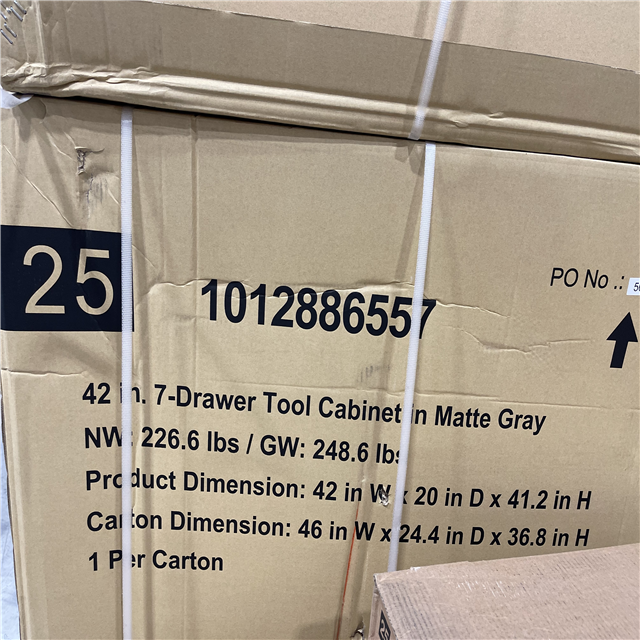 25
1012886557
PO No .:
42 in. 7-Drawer Tool Cabinet in Matte Gray
NW: 226.6 lbs / GW: 248.6 lbs
Product Dimension: 42 in W x 20 in D x 41.2 in H
Carton Dimension: 46 in W x 24.4 in D x 36.8 in H
1 Per Carton